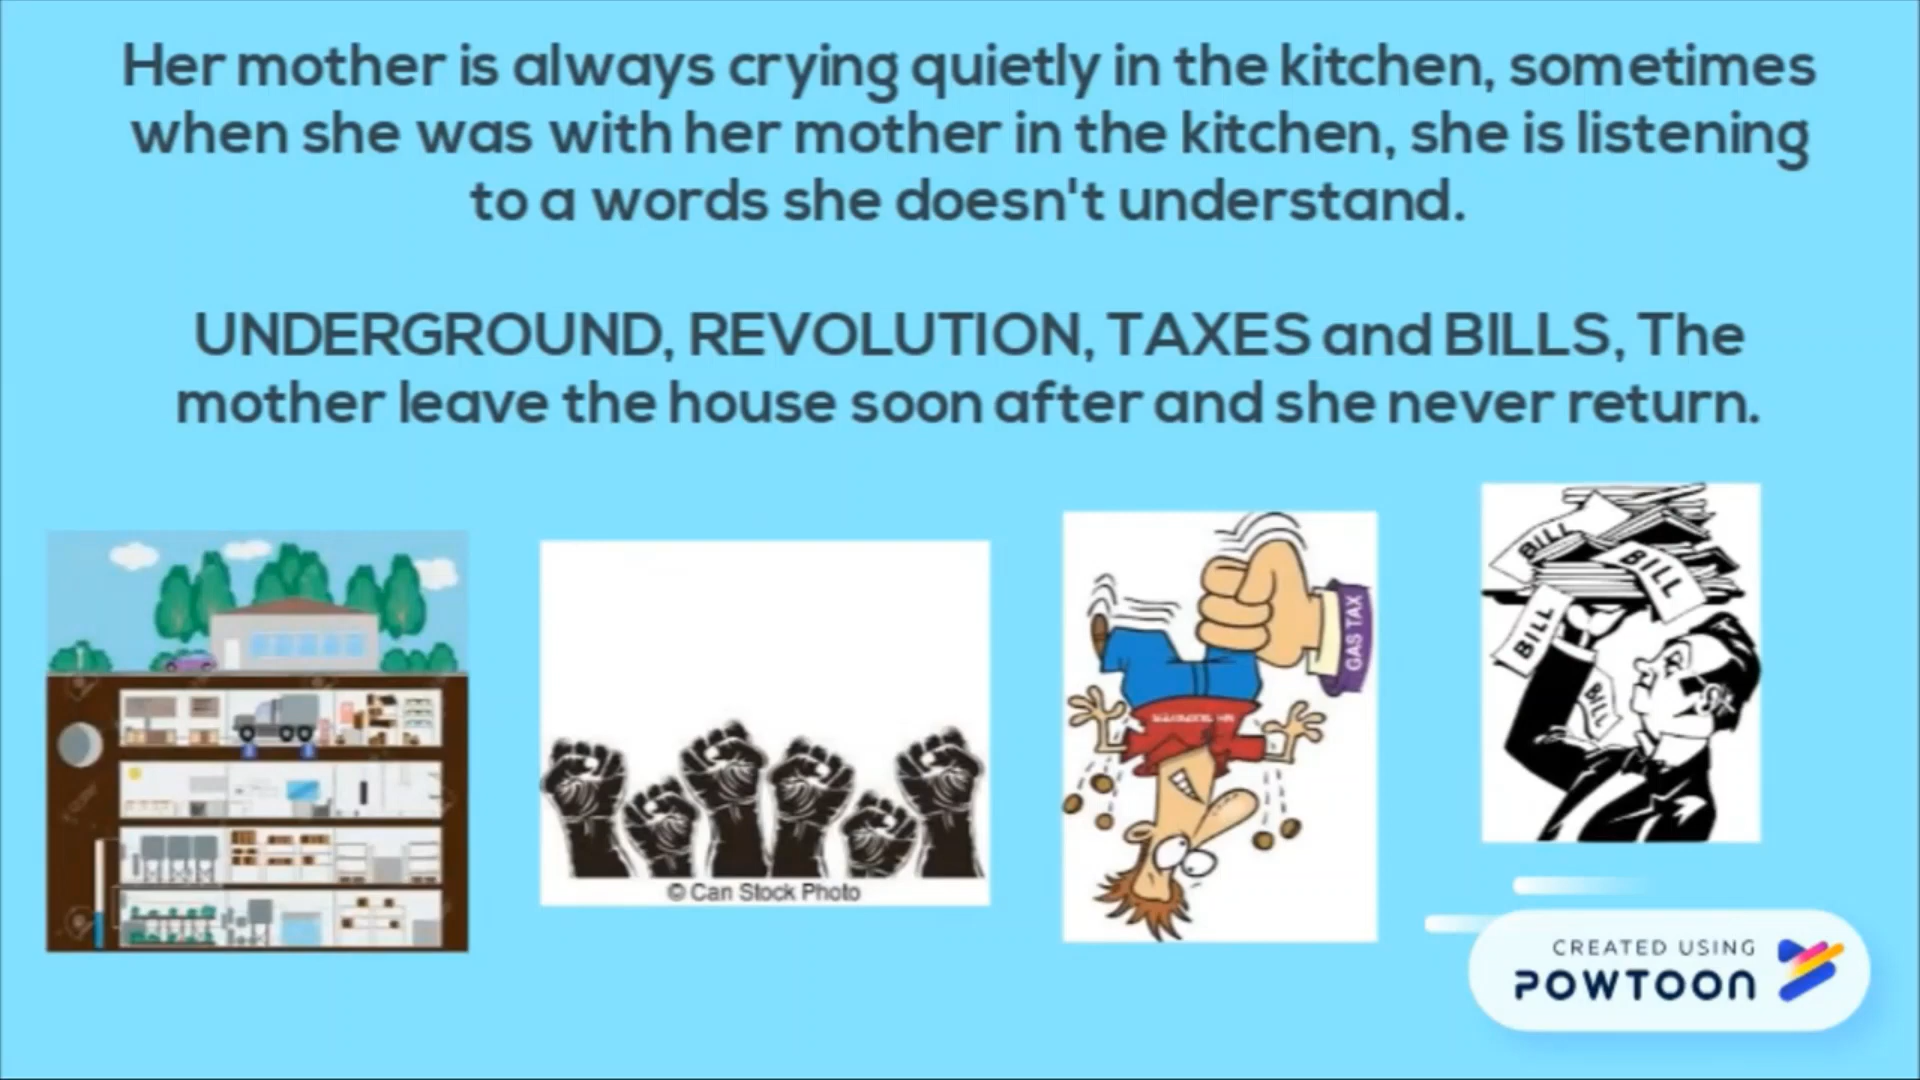 Her mother is always crying quietly in the kitchen, sometimes
when she was with her mother in the kitchen, she is listening
to a words she doesn't understand.
UNDERGROUND, REVOLUTION, TAXES and BILLS, The
mother leave the house soon after and she never return.
BILL
BILL
BILL
BILL
GAS TAX
© Can Stock Photo
CREATED USING
POWTOON